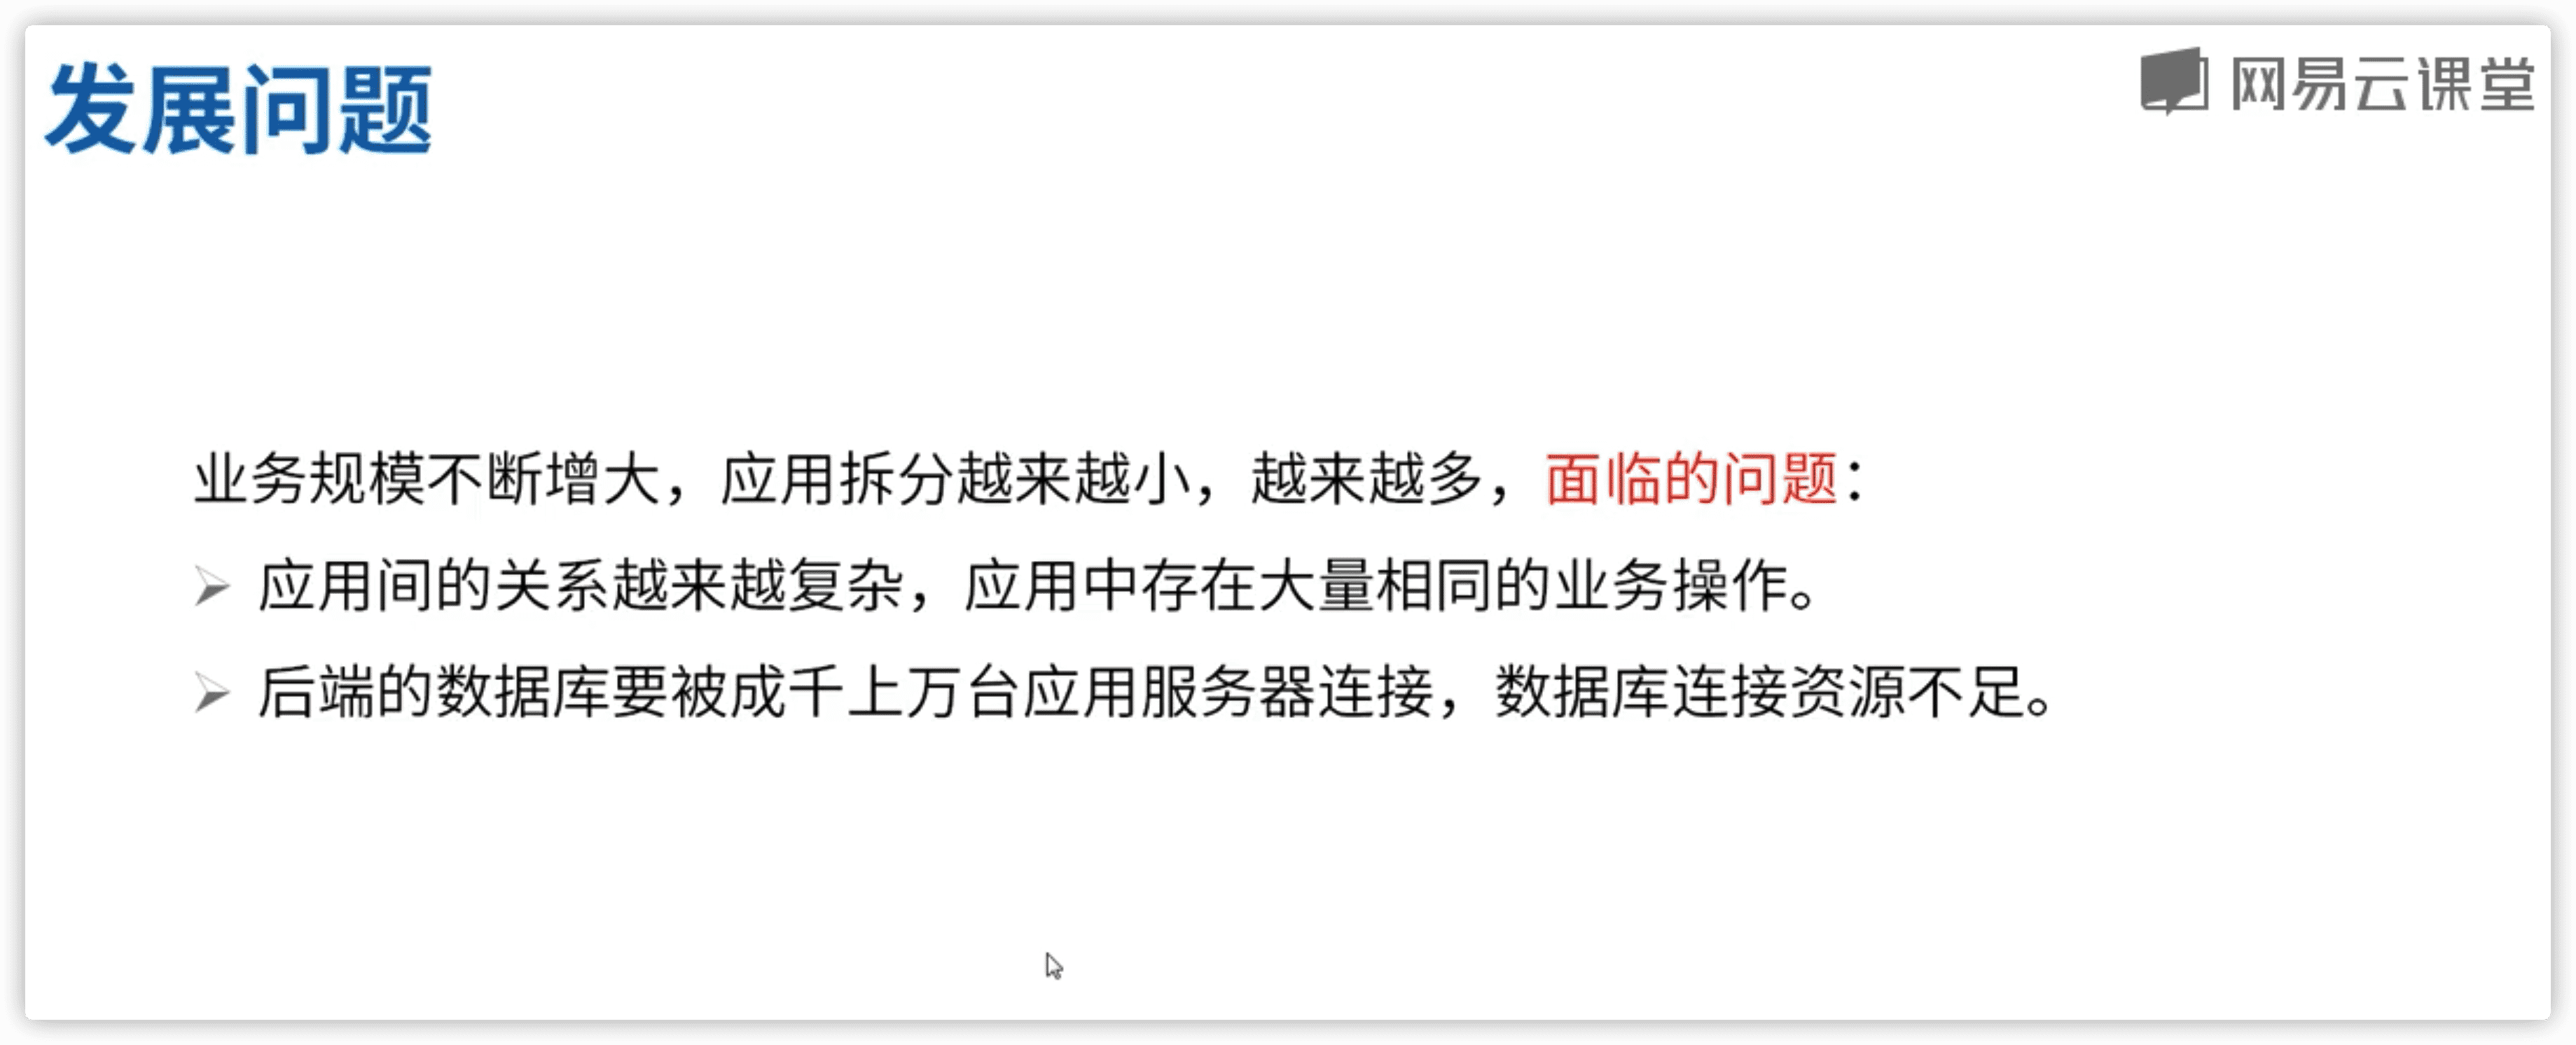 发展问题
网易云课堂
业务规模不断增大，应用拆分越来越小，越来越多，面临的问题：
应用间的关系越来越复杂，应用中存在大量相同的业务操作。
后端的数据库要被成千上万台应用服务器连接，数据库连接资源不足。